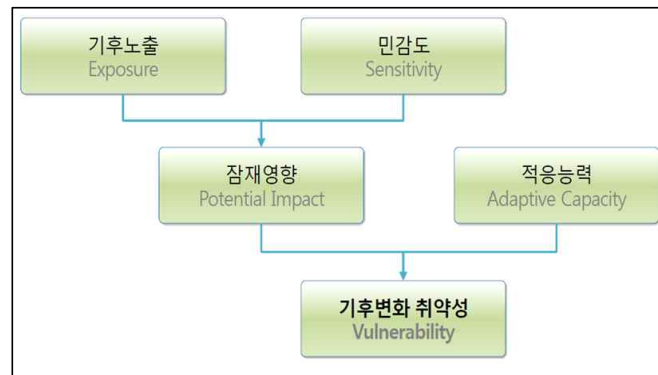 기후노출
Exposure
민감도
Sensitivity
잠재영향
Potential Impact
적응능력
Adaptive Capacity
기후변화 취약성
Vulnerability